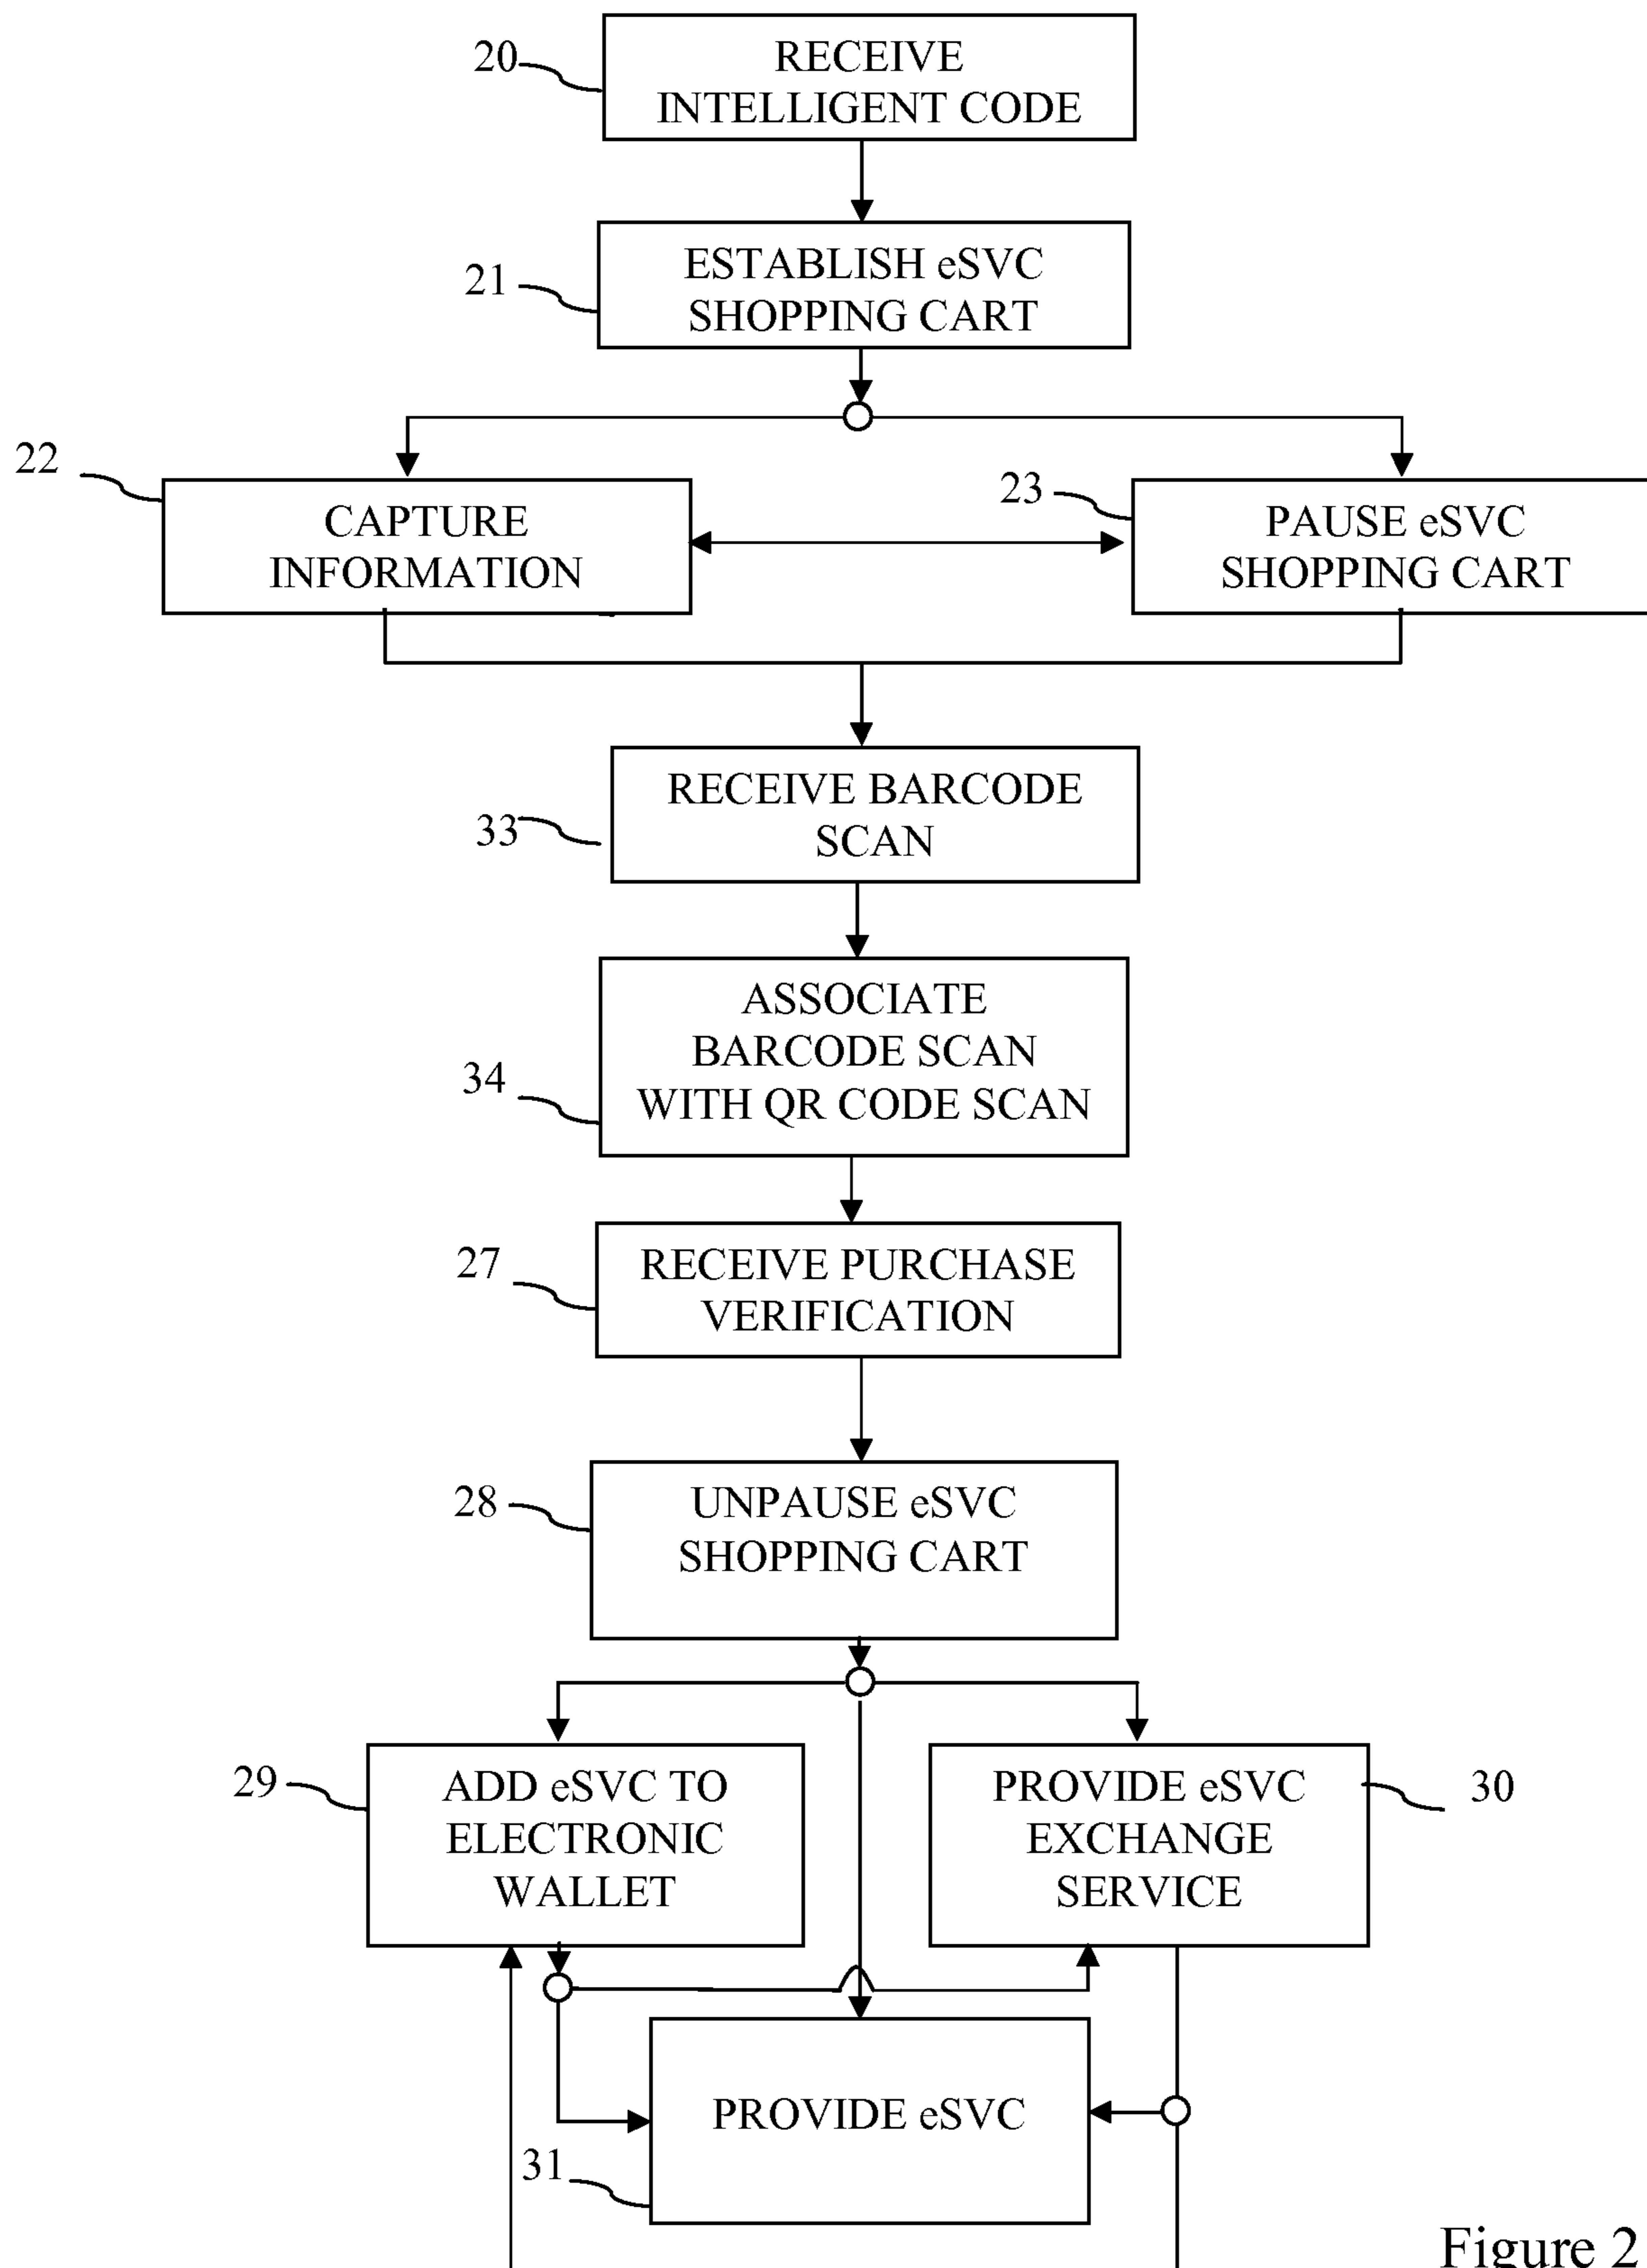 20
RECEIVE
INTELLIGENT CODE
21
ESTABLISH eSVC
SHOPPING CART
22
CAPTURE
INFORMATION
23
PAUSE eSVC
SHOPPING CART
33
RECEIVE BARCODE
SCAN
34
ASSOCIATE
BARCODE SCAN
WITH QR CODE SCAN
27
RECEIVE PURCHASE
VERIFICATION
28
UNPAUSE eSVC
SHOPPING CART
29
ADD eSVC TO
ELECTRONIC
WALLET
PROVIDE eSVC
EXCHANGE
SERVICE
30
PROVIDE eSVC
31
Figure 2